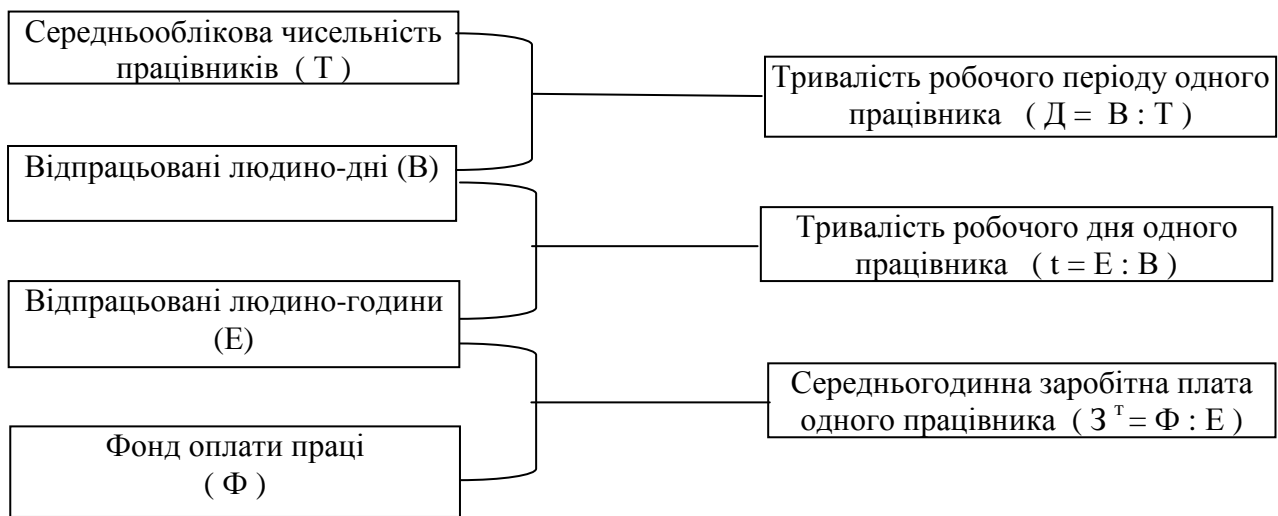 Середньооблікова чисельність
працівників ( Т )
Тривалість робочого періоду одного
працівника ( Д = В : Т )
Відпрацьовані людино-дні (В)
Тривалість робочого дня одного
працівника ( t = Е : В )
Відпрацьовані людино-години
(Е)
Середньогодинна заробітна плата
одного працівника ( З ᵀ = Ф : Е )
Фонд оплати праці
( Ф )